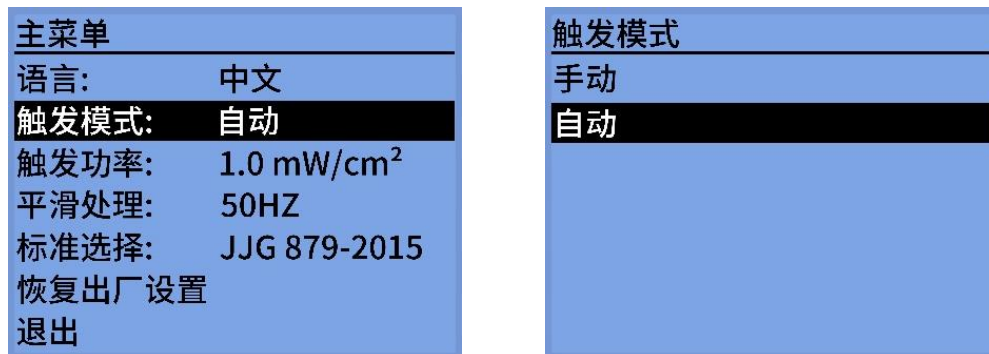 主菜单
语言: 中文
触发模式: 自动
触发功率: 1.0 mW/cm²
平滑处理: 50HZ
标准选择: JJG 879-2015
恢复出厂设置
退出
触发模式
手动
自动